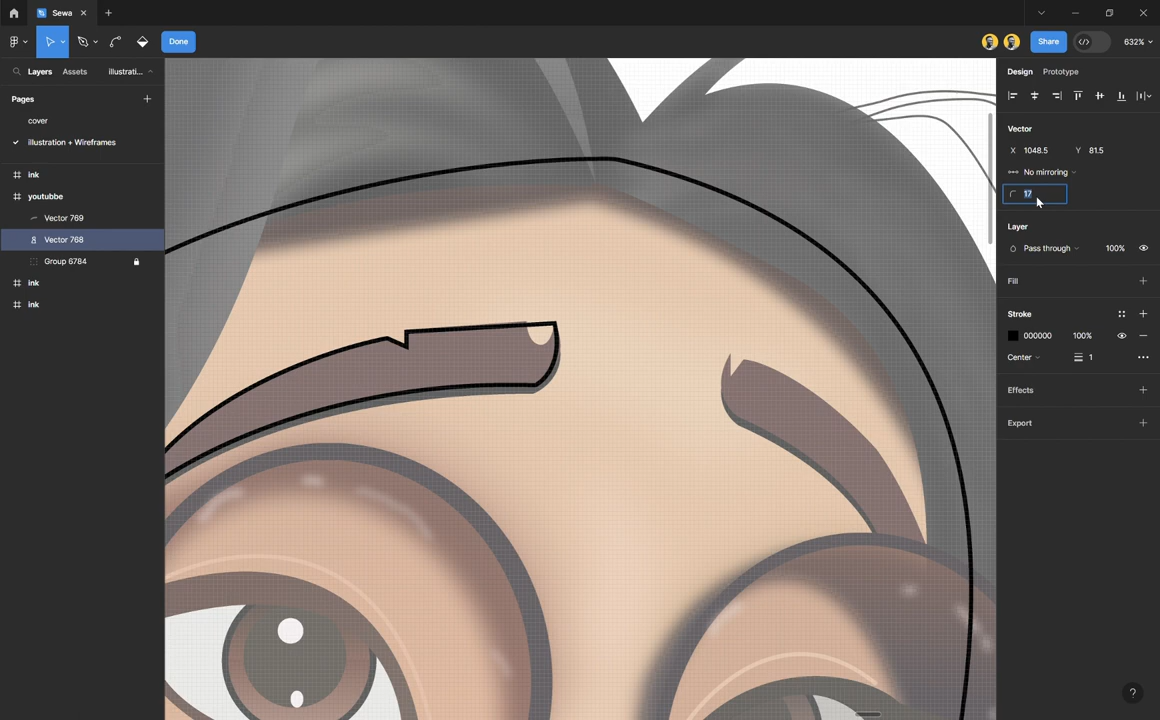 Sewa
Done
Share
632%
Layers
Assets
illustrati...
Design
Prototype
Pages
cover
illustration + Wireframes
ink
youtubbe
Vector 769
Vector 768
Group 6784
ink
ink
Vector
X 1048.5
Y 81.5
No mirroring
17
Layer
Pass through
100%
Fill
Stroke
000000
100%
Center
1
Effects
Export
?